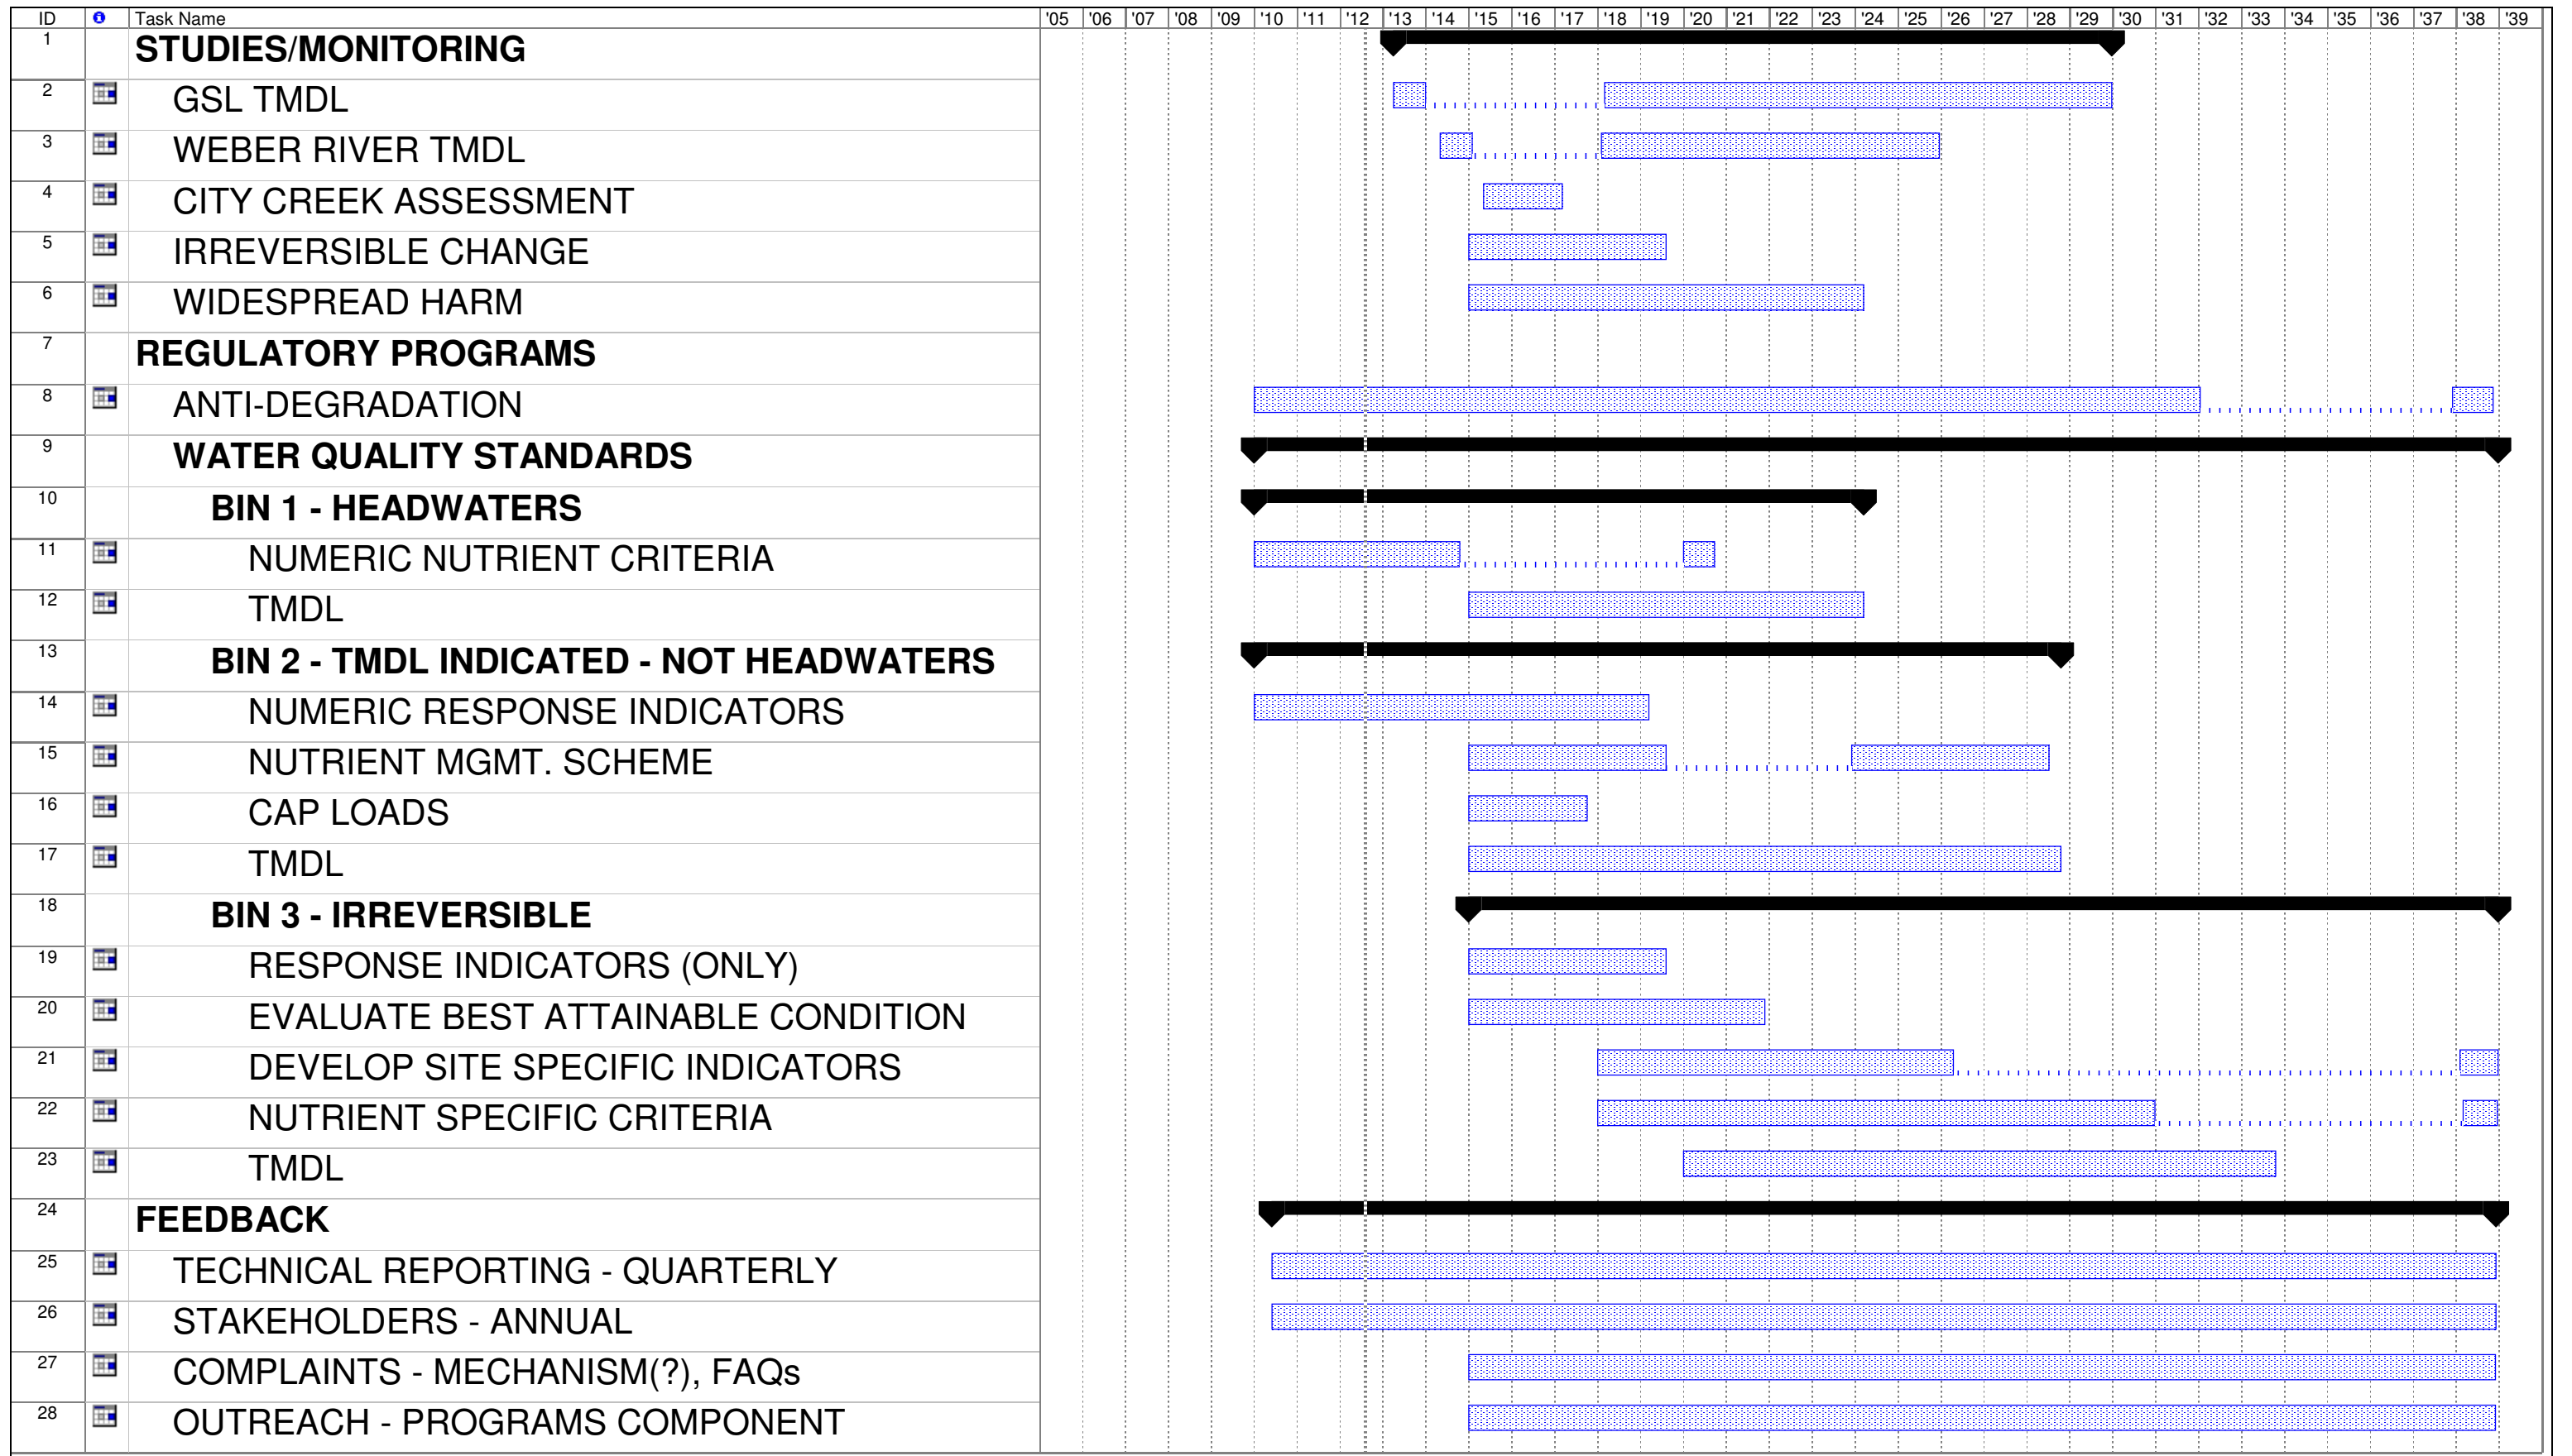 ID Task Name '05 '06 '07 '08 '09 '10 '11 '12 '13 '14 '15 '16 '17 '18 '19 '20 '21 '22 '23 '24 '25 '26 '27 '28 '29 '30 '31 '32 '33 '34 '35 '36 '37 '38 '39
1 STUDIES/MONITORING
2 GSL TMDL
3 WEBER RIVER TMDL
4 CITY CREEK ASSESSMENT
5 IRREVERSIBLE CHANGE
6 WIDESPREAD HARM
7 REGULATORY PROGRAMS
8 ANTI-DEGRADATION
9 WATER QUALITY STANDARDS
10 BIN 1 - HEADWATERS
11 NUMERIC NUTRIENT CRITERIA
12 TMDL
13 BIN 2 - TMDL INDICATED - NOT HEADWATERS
14 NUMERIC RESPONSE INDICATORS
15 NUTRIENT MGMT. SCHEME
16 CAP LOADS
17 TMDL
18 BIN 3 - IRREVERSIBLE
19 RESPONSE INDICATORS (ONLY)
20 EVALUATE BEST ATTAINABLE CONDITION
21 DEVELOP SITE SPECIFIC INDICATORS
22 NUTRIENT SPECIFIC CRITERIA
23 TMDL
24 FEEDBACK
25 TECHNICAL REPORTING - QUARTERLY
26 STAKEHOLDERS - ANNUAL
27 COMPLAINTS - MECHANISM(?), FAQs
28 OUTREACH - PROGRAMS COMPONENT